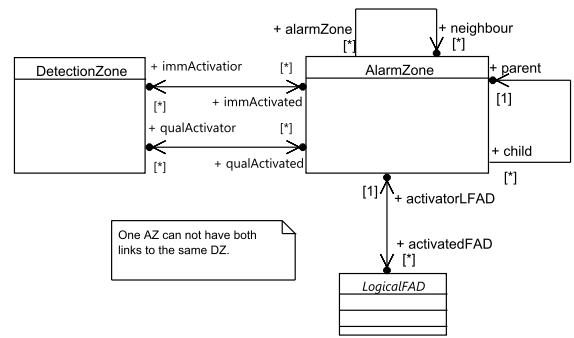 + alarmZone
+ neighbour
[*]
[*]
+ immActivatior
[*]
+ parent
DetectionZone
AlarmZone
[*]
+ immActivated
[1]
+ qualActivator
[*]
[*]
+ qualActivated
+ child
[*]
[1]
+ activatorLFAD
One AZ can not have both
links to the same DZ.
+ activatedFAD
[*]
LogicalFAD